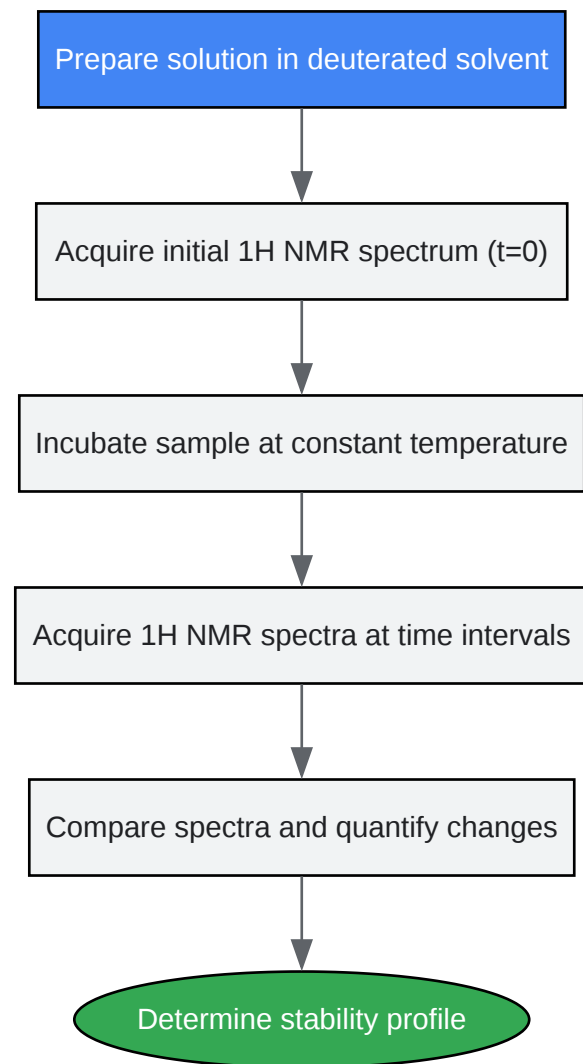 Prepare solution in deuterated solvent
Acquire initial 1H NMR spectrum (t=0)
Incubate sample at constant temperature
Acquire 1H NMR spectra at time intervals
Compare spectra and quantify changes
Determine stability profile